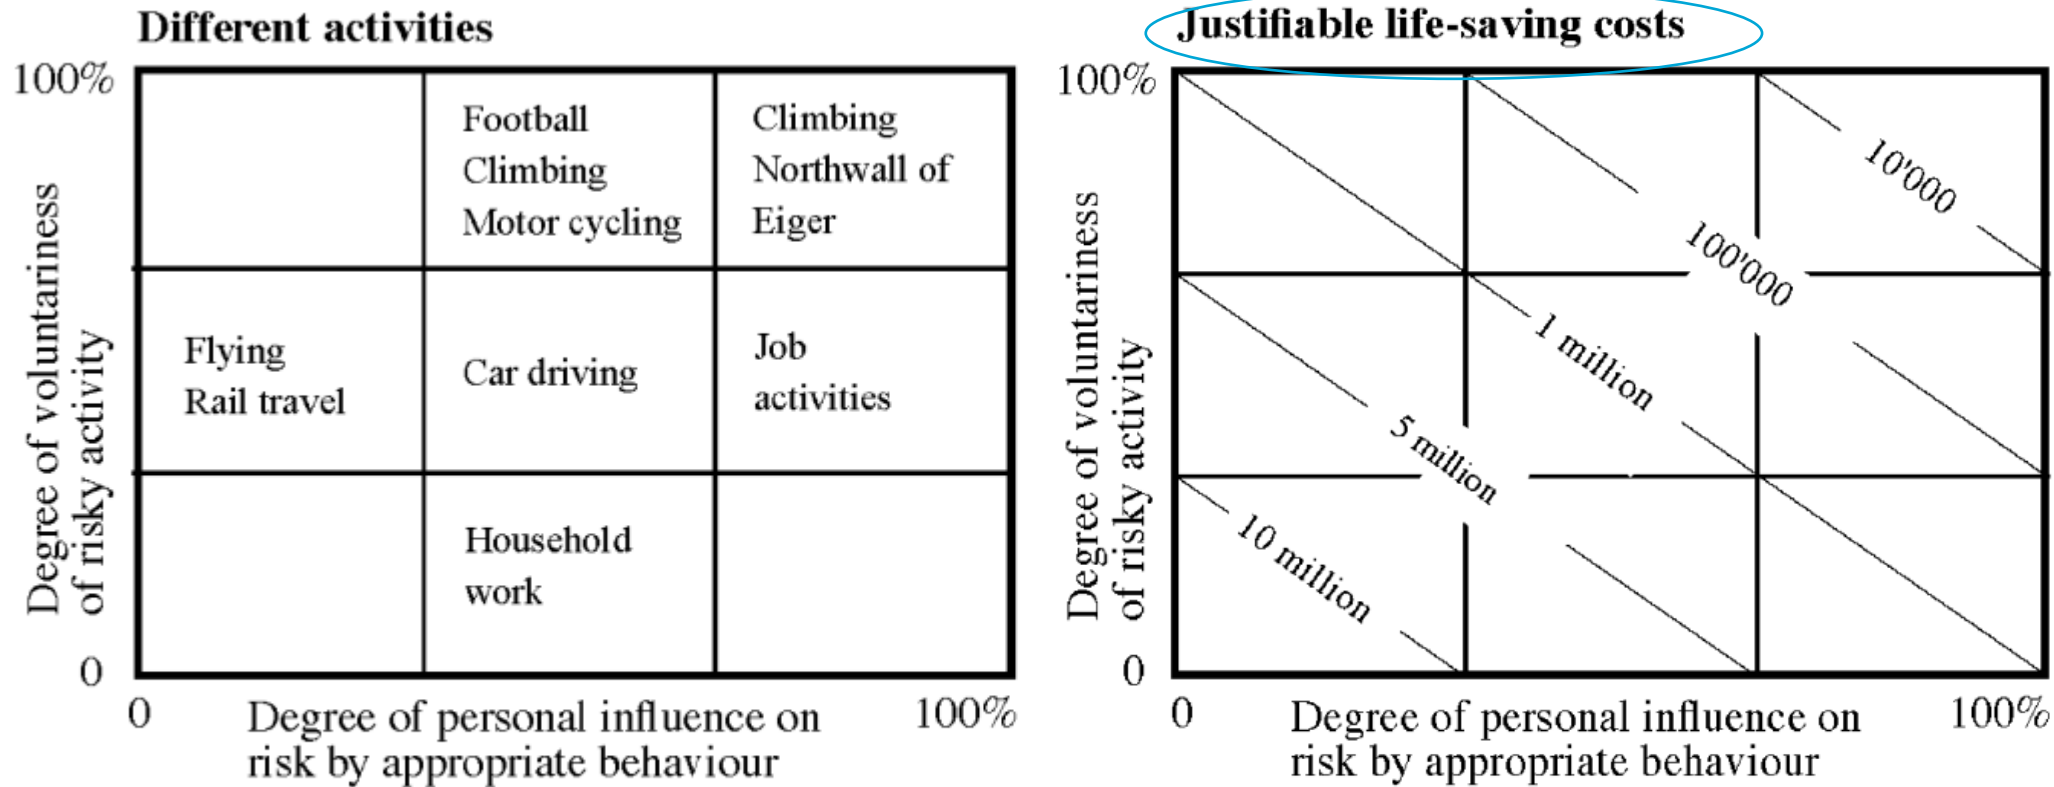 Different activities
100%
Football
Climbing
Motor cycling
Climbing
Northwall of
Eiger
Flying
Rail travel
Car driving
Job
activities
Household
work
Degree of voluntariness
of risky activity
0
0
100%
Degree of personal influence on
risk by appropriate behaviour
Justifiable life-saving costs
100%
10'000
100'000
1 million
5 million
10 million
Degree of voluntariness
of risky activity
0
0
100%
Degree of personal influence on
risk by appropriate behaviour